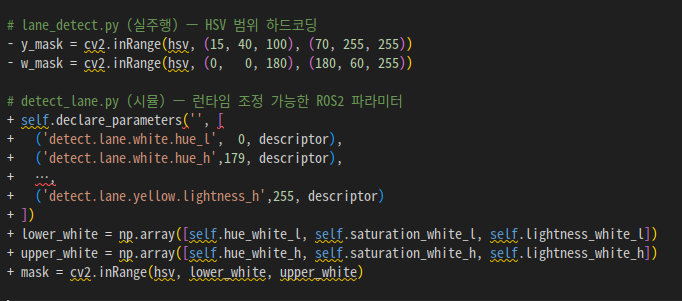 # lane_detect.py (실주행) — HSV 범위 하드코딩
- y_mask = cv2.inRange(hsv, (15, 40, 100), (70, 255, 255))
- w_mask = cv2.inRange(hsv, (0,   0,180), (180, 60, 255))
# detect_lane.py (시뮬) — 런타임 조정 가능한 ROS2 파라미터
+ self.declare_parameters('', [
+   ('detect.lane.white.hue_l',  0, descriptor),
+   ('detect.lane.white.hue_h',179, descriptor),
+   …,
+   ('detect.lane.yellow.lightness_h',255, descriptor)
+ ])
+ lower_white = np.array([self.hue_white_l, self.saturation_white_l, self.lightness_white_l])
+ upper_white = np.array([self.hue_white_h, self.saturation_white_h, self.lightness_white_h])
+ mask = cv2.inRange(hsv, lower_white, upper_white)